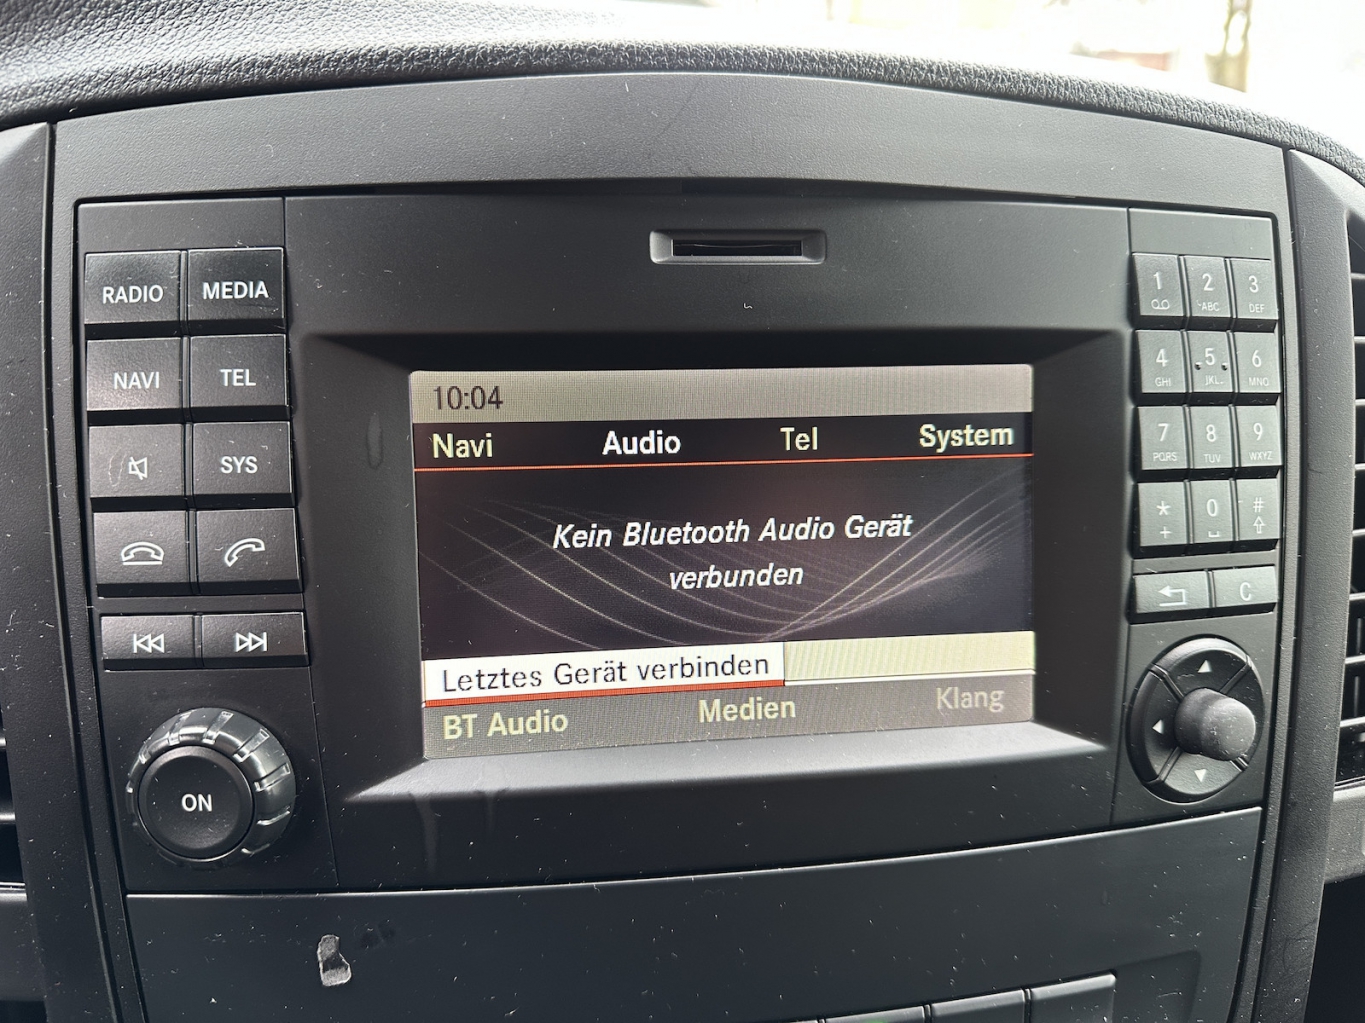 RADIO MEDIA
NAVI TEL
SYS
ON
10:04
Navi Audio Tel System
Kein Bluetooth Audio Gerät
verbunden
Letztes Gerät verbinden
BT Audio Medien Klang
1 2 3
ABC DEF
4 5 6
GHI JKL MNO
7 8 9
PQRS TUV WXYZ
* 0 #
+
C